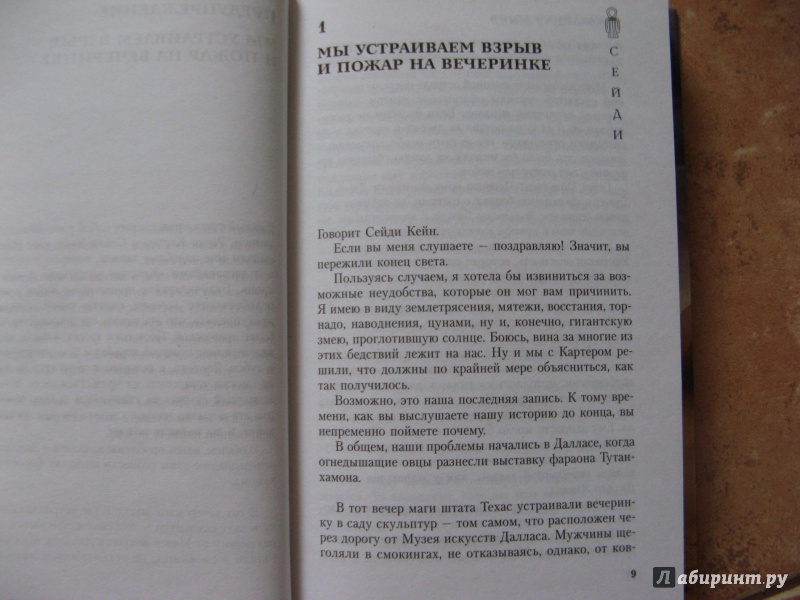 1
МЫ УСТРАИВАЕМ ВЗРЫВ
И ПОЖАР НА ВЕЧЕРИНКЕ
СЕЙДИ
Говорит Сейди Кейн.
Если вы меня слушаете — поздравляю! Значит, вы
пережили конец света.
Пользуясь случаем, я хотела бы извиниться за воз-
можные неудобства, которые он мог вам причинить.
Я имею в виду землетрясения, мятежи, восстания, тор-
надо, наводнения, цунами, ну и, конечно, гигантскую
змею, проглотившую солнце. Боюсь, вина за многие из
этих бедствий лежит на нас. Ну и мы с Картером ре-
шили, что должны по крайней мере объясниться, как
так получилось.
Возможно, это наша последняя запись. К тому вре-
мени, как вы выслушаете нашу историю до конца, вы
непременно поймете почему.
В общем, наши проблемы начались в Далласе, когда
огнедышащие овцы разнесли выставку фараона Тутан-
хамона.
В тот вечер маги штата Техас устраивали вечерин-
ку в саду скульптур — том самом, что расположен че-
рез дорогу от Музея искусств Далласа. Мужчины ще-
голяли в смокингах, не отказываясь, однако, от ков-
9
Лабиринт.ру